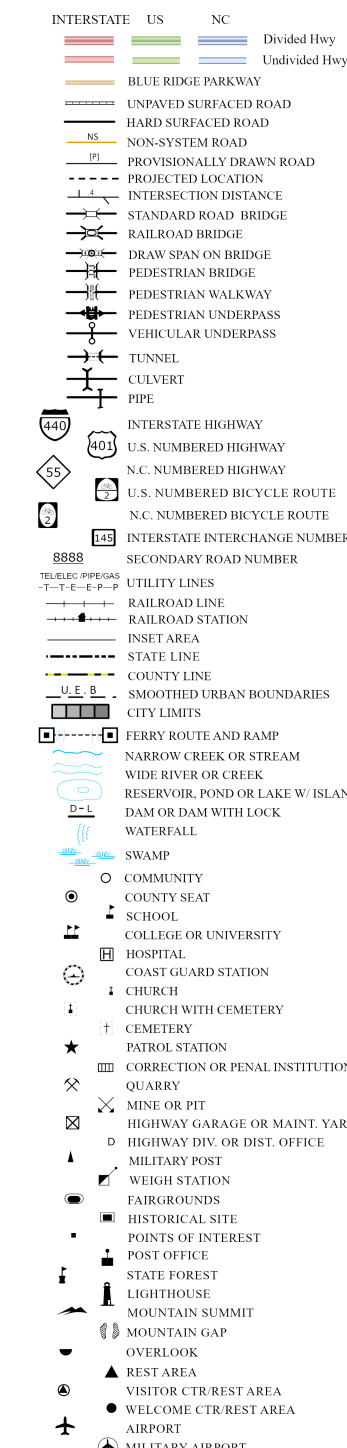 INTERSTATE US NC
Divided Hwy
Undivided Hwy
BLUE RIDGE PARKWAY
UNPAVED SURFACED ROAD
HARD SURFACED ROAD
NS NON-SYSTEM ROAD
[P] PROVISIONALLY DRAWN ROAD
PROJECTED LOCATION
.4 INTERSECTION DISTANCE
STANDARD ROAD BRIDGE
RAILROAD BRIDGE
DRAW SPAN ON BRIDGE
PEDESTRIAN BRIDGE
PEDESTRIAN WALKWAY
PEDESTRIAN UNDERPASS
VEHICULAR UNDERPASS
TUNNEL
CULVERT
PIPE
440 INTERSTATE HIGHWAY
401 U.S. NUMBERED HIGHWAY
55 N.C. NUMBERED HIGHWAY
2 U.S. NUMBERED BICYCLE ROUTE
2 N.C. NUMBERED BICYCLE ROUTE
145 INTERSTATE INTERCHANGE NUMBER
8888 SECONDARY ROAD NUMBER
TEL/ELEC /PIPE/GAS
–T—T–E—E–P—P UTILITY LINES
RAILROAD LINE
RAILROAD STATION
INSET AREA
STATE LINE
COUNTY LINE
U. E. B SMOOTHED URBAN BOUNDARIES
CITY LIMITS
FERRY ROUTE AND RAMP
NARROW CREEK OR STREAM
WIDE RIVER OR CREEK
RESERVOIR, POND OR LAKE W/ ISLAN
D-L DAM OR DAM WITH LOCK
WATERFALL
SWAMP
COMMUNITY
COUNTY SEAT
SCHOOL
COLLEGE OR UNIVERSITY
H HOSPITAL
COAST GUARD STATION
CHURCH
CHURCH WITH CEMETERY
CEMETERY
PATROL STATION
CORRECTION OR PENAL INSTITUTION
QUARRY
MINE OR PIT
HIGHWAY GARAGE OR MAINT. YAR
D HIGHWAY DIV. OR DIST. OFFICE
MILITARY POST
WEIGH STATION
FAIRGROUNDS
HISTORICAL SITE
POINTS OF INTEREST
POST OFFICE
STATE FOREST
LIGHTHOUSE
MOUNTAIN SUMMIT
MOUNTAIN GAP
OVERLOOK
REST AREA
VISITOR CTR/REST AREA
WELCOME CTR/REST AREA
AIRPORT
MILITARY AIRPORT